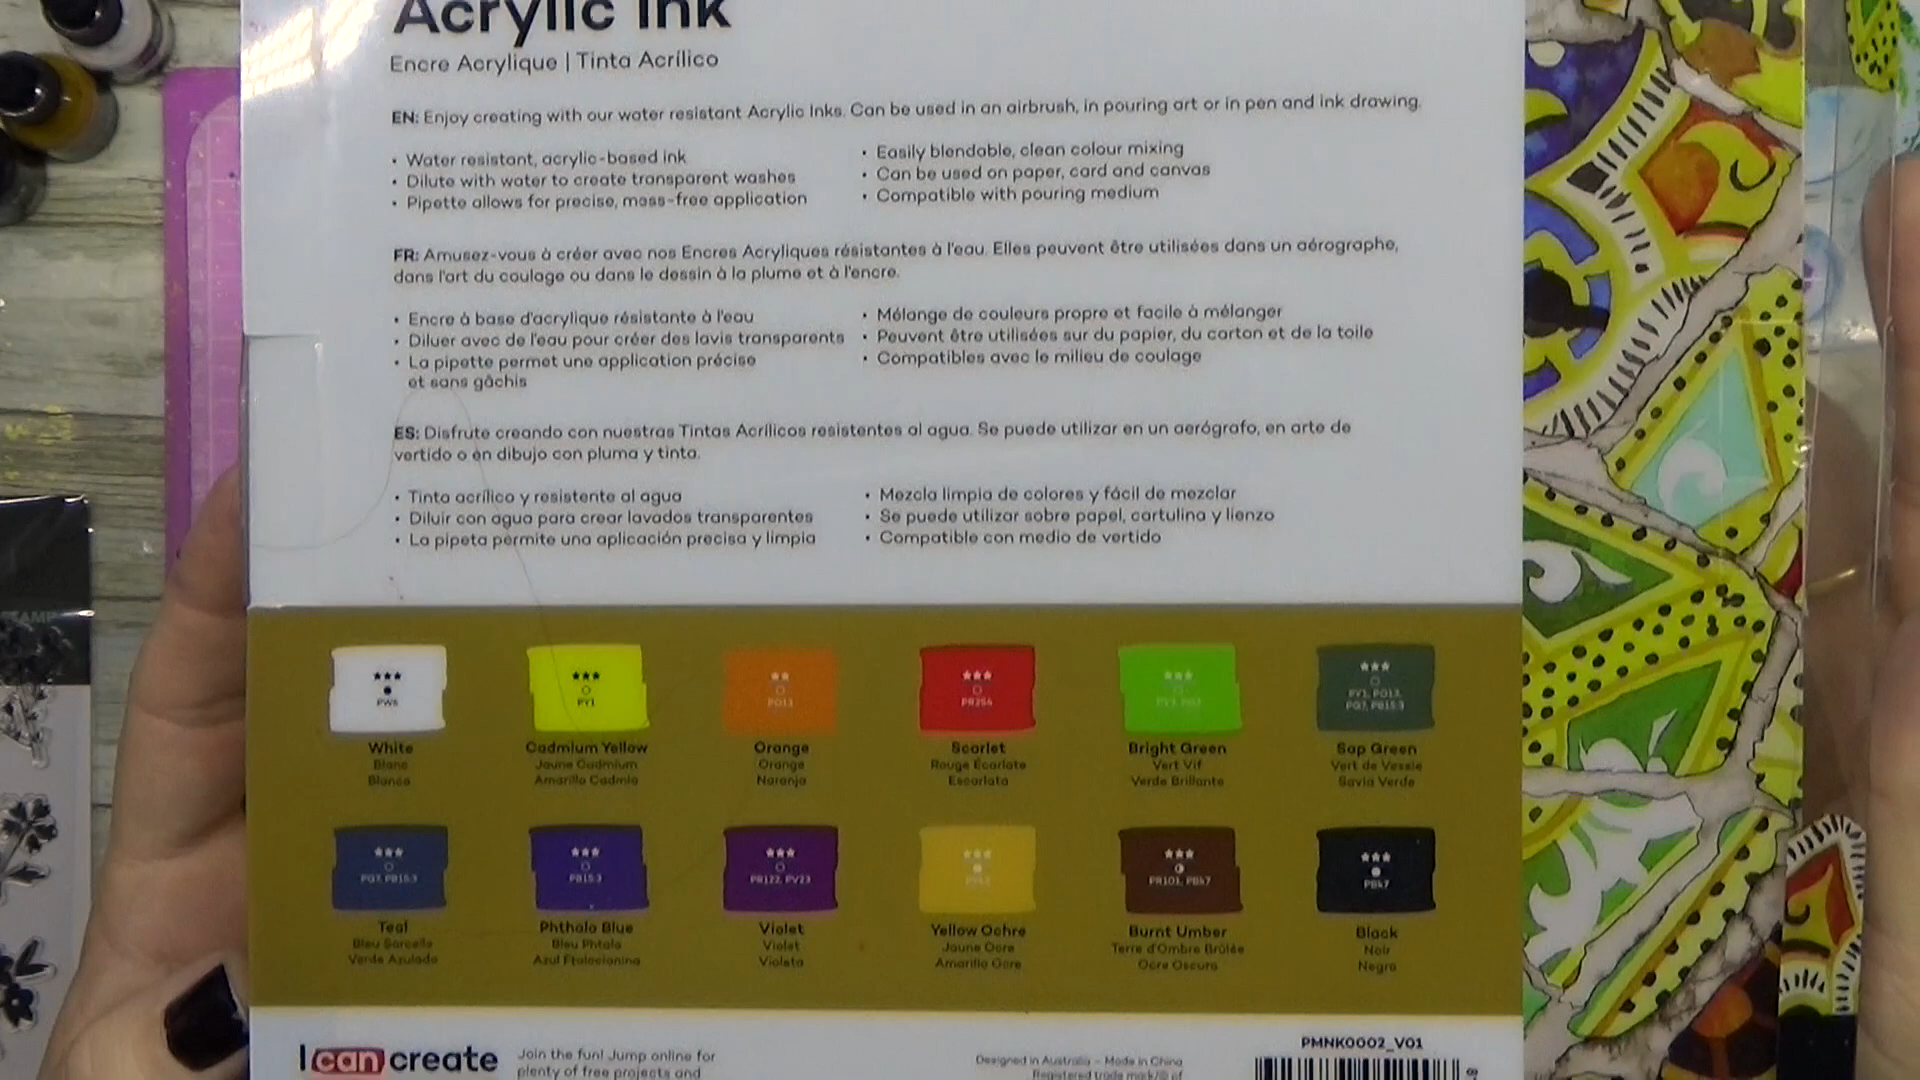 Acrylic Ink
Encre Acrylique | Tinta Acrílico
EN: Enjoy creating with our water resistant Acrylic Inks. Can be used in an airbrush, in pouring art or in pen and ink drawing.
• Water resistant, acrylic-based ink
• Dilute with water to create transparent washes
• Pipette allows for precise, mess-free application
• Easily blendable, clean colour mixing
• Can be used on paper, card and canvas
• Compatible with pouring medium
FR: Amusez-vous à créer avec nos Encres Acryliques résistantes à l'eau. Elles peuvent être utilisées dans un aérographe,
dans l'art du coulage ou dans le dessin à la plume et à l'encre.
• Encre à base d'acrylique résistante à l'eau
• Diluer avec de l'eau pour créer des lavis transparents
• La pipette permet une application précise
et sans gâchis
• Mélange de couleurs propre et facile à mélanger
• Peuvent être utilisées sur du papier, du carton et de la toile
• Compatibles avec le milieu de coulage
ES: Disfrute creando con nuestras Tintas Acrílicos resistentes al agua. Se puede utilizar en un aerógrafo, en arte de
vertido o en dibujo con pluma y tinta.
• Tinta acrílico y resistente al agua
• Diluir con agua para crear lavados transparentes
• La pipeta permite una aplicación precisa y limpia
• Mezcla limpia de colores y fácil de mezclar
• Se puede utilizar sobre papel, cartulina y lienzo
• Compatible con medio de vertido
PW6
White
Blanc
Blanco
PY1
Cadmium Yellow
Jaune Cadmium
Amarillo Cadmio
PO13
Orange
Orange
Naranja
PR254
Scarlet
Rouge Écarlate
Escarlata
Bright Green
Vert Vif
Verde Brillante
PY1, PO13,
PG7, PB15:3
Sap Green
Vert de Vessie
Savia Verde
PG7, PB15:3
Teal
Bleu Sarcelle
Verde Azulado
PB15:3
Phthalo Blue
Bleu Phtalo
Azul Ftalocianina
PR122, PV23
Violet
Violet
Violeta
Yellow Ochre
Jaune Ocre
Amarillo Ocre
PR101, PBk7
Burnt Umber
Terre d'Ombre Brûlée
Ocre Oscuro
PBk7
Black
Noir
Negro
I can create
Join the fun! Jump online for
plenty of free projects and
Designed in Australia – Made in China
Registered trade mark/® of
PMNK0002_V01